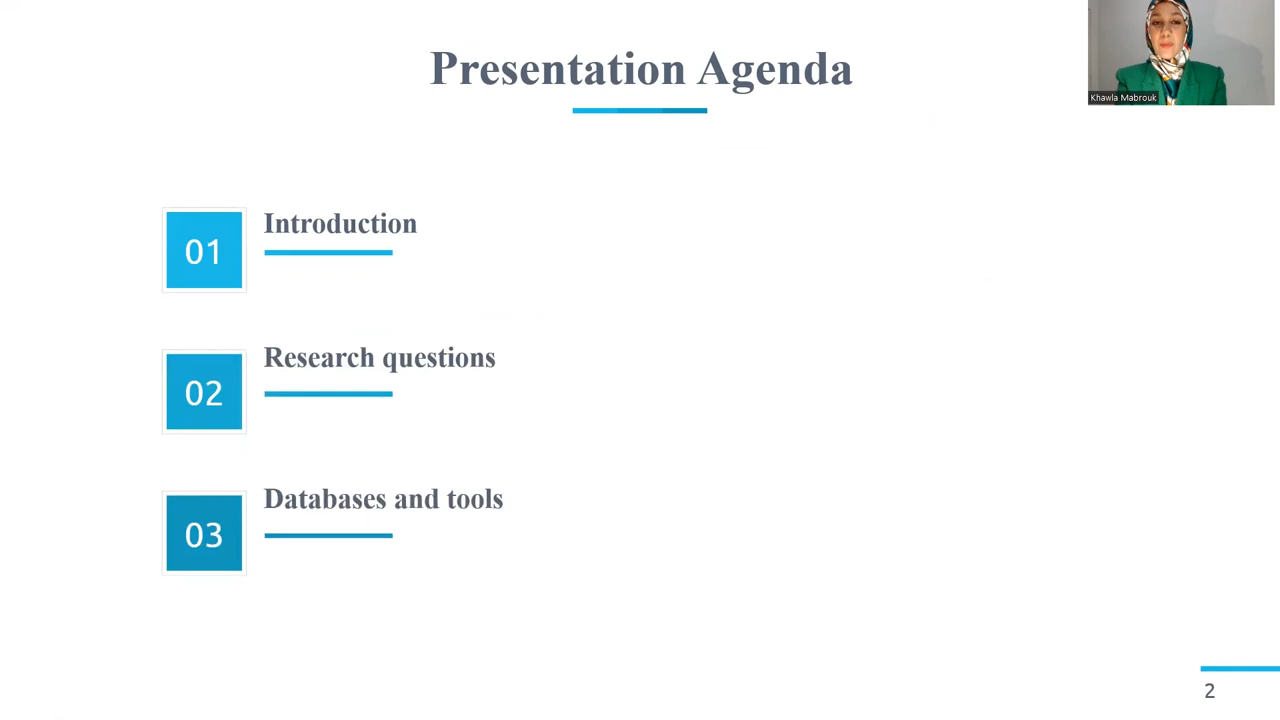 Presentation Agenda
Khawla Mabrouk
01
Introduction
02
Research questions
03
Databases and tools
2